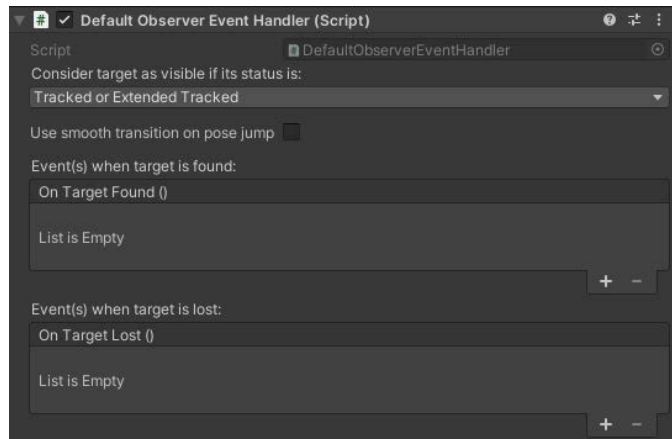 Default Observer Event Handler (Script)
Script DefaultObserverEventHandler
Consider target as visible if its status is:
Tracked or Extended Tracked
Use smooth transition on pose jump
Event(s) when target is found:
On Target Found ()
List is Empty
+ −
Event(s) when target is lost:
On Target Lost ()
List is Empty
+ −